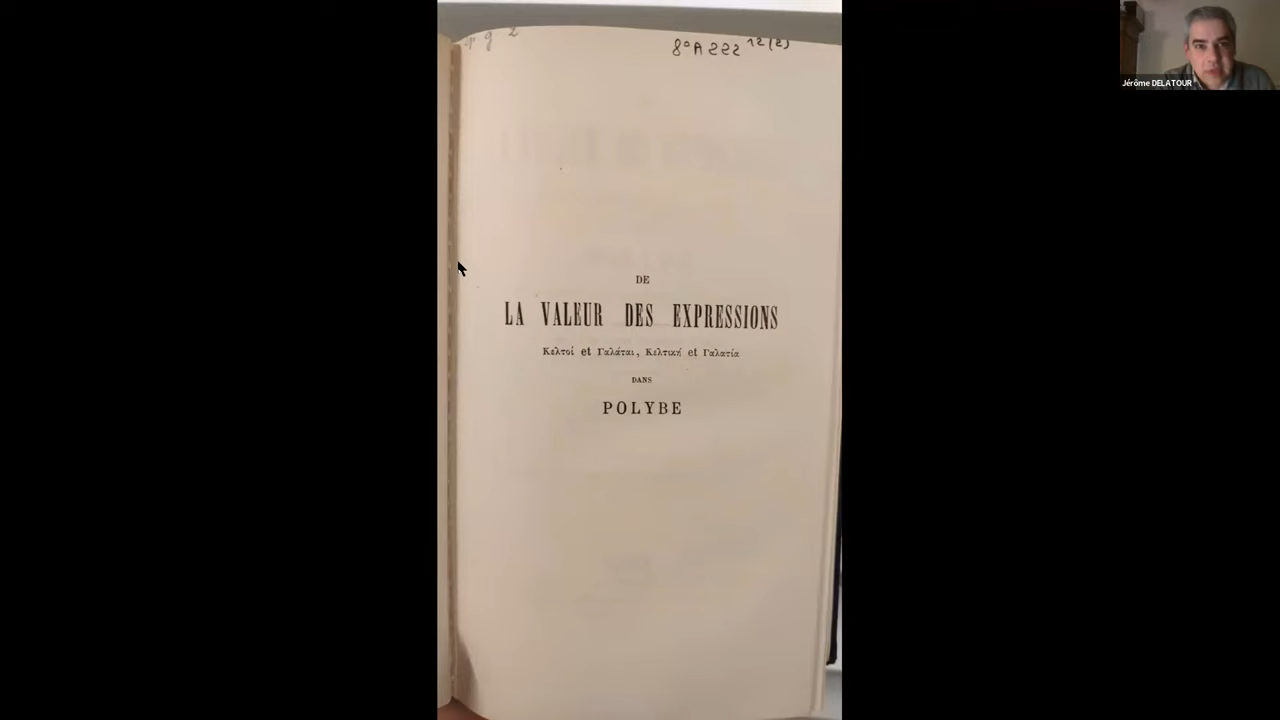 8° A 222 12(2)
DE
LA VALEUR DES EXPRESSIONS
Κελτοί et Γαλάται, Κελτική et Γαλατία
DANS
POLYBE
Jérôme DELATOUR